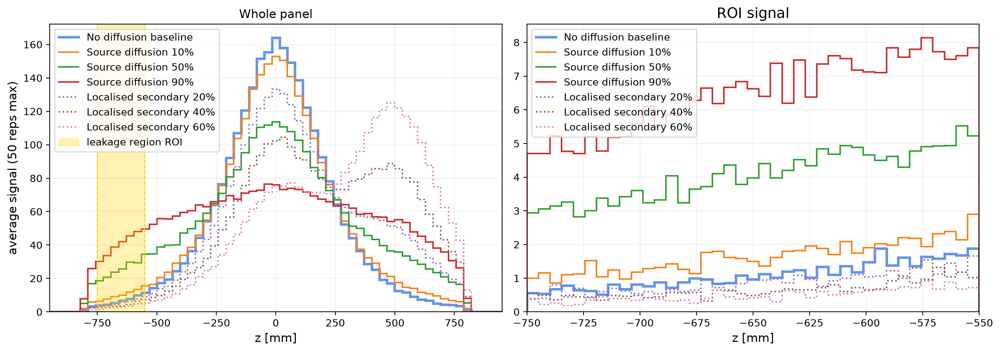 Whole panel
average signal (50 reps max)
160
140
120
100
80
60
40
20
0
No diffusion baseline
Source diffusion 10%
Source diffusion 50%
Source diffusion 90%
Localised secondary 20%
Localised secondary 40%
Localised secondary 60%
leakage region ROI
−750 −500 −250 0 250 500 750
z [mm]
ROI signal
8
7
6
5
4
3
2
1
0
No diffusion baseline
Source diffusion 10%
Source diffusion 50%
Source diffusion 90%
Localised secondary 20%
Localised secondary 40%
Localised secondary 60%
−750 −725 −700 −675 −650 −625 −600 −575 −550
z [mm]